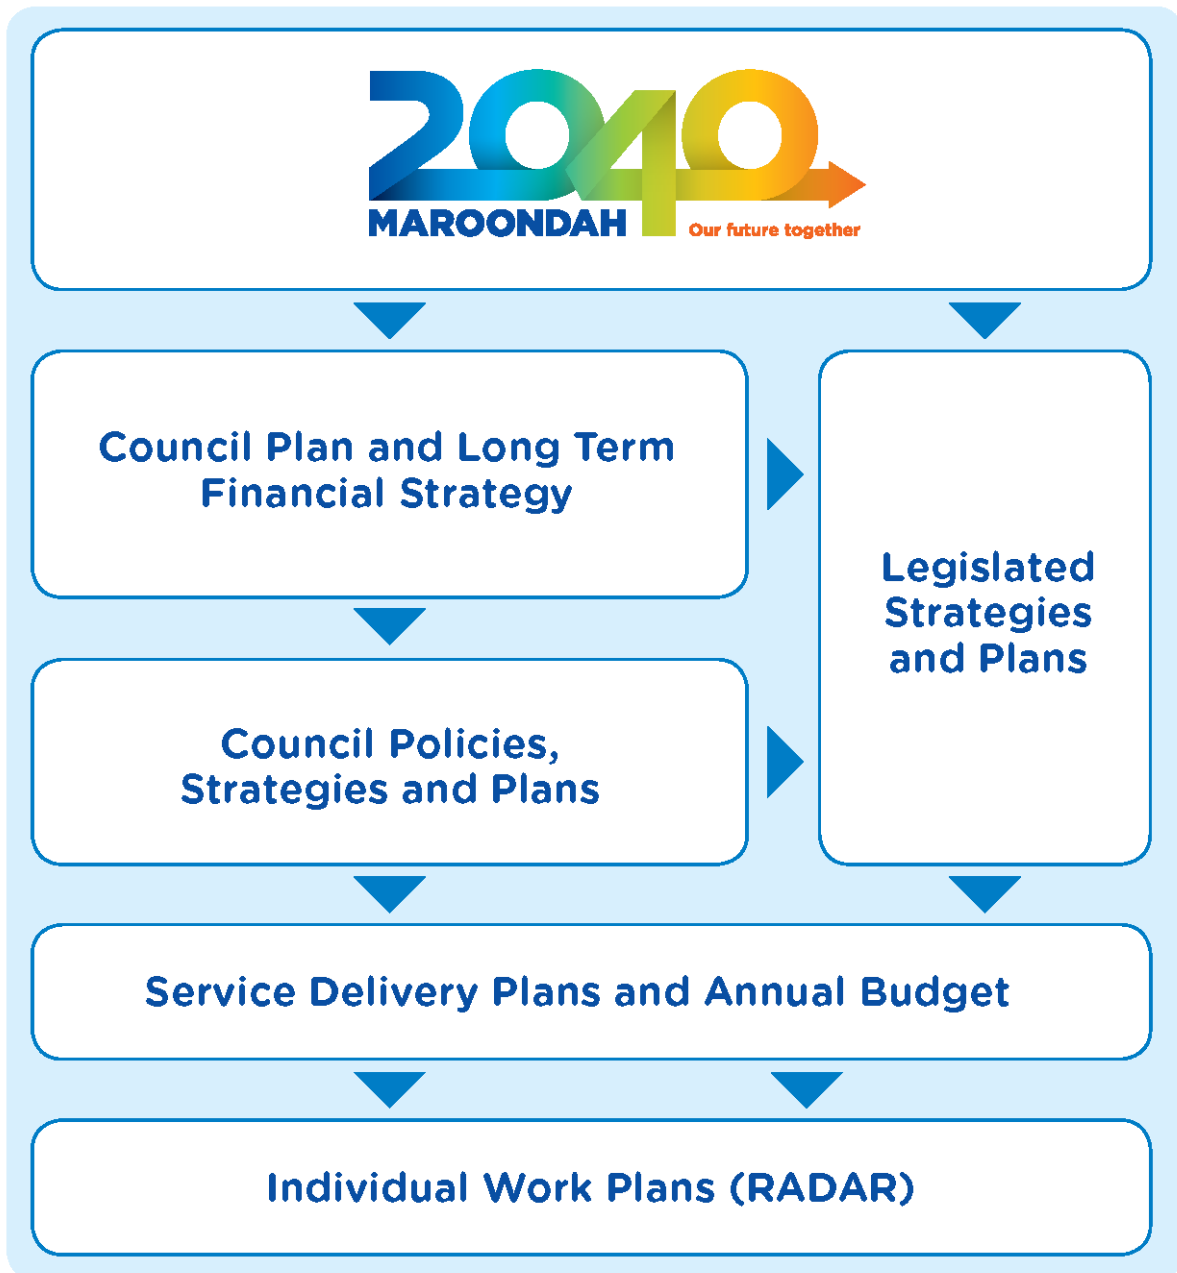 2040
MAROONDAH
Our future together
Council Plan and Long Term
Financial Strategy
Legislated
Strategies
and Plans
Council Policies,
Strategies and Plans
Service Delivery Plans and Annual Budget
Individual Work Plans (RADAR)